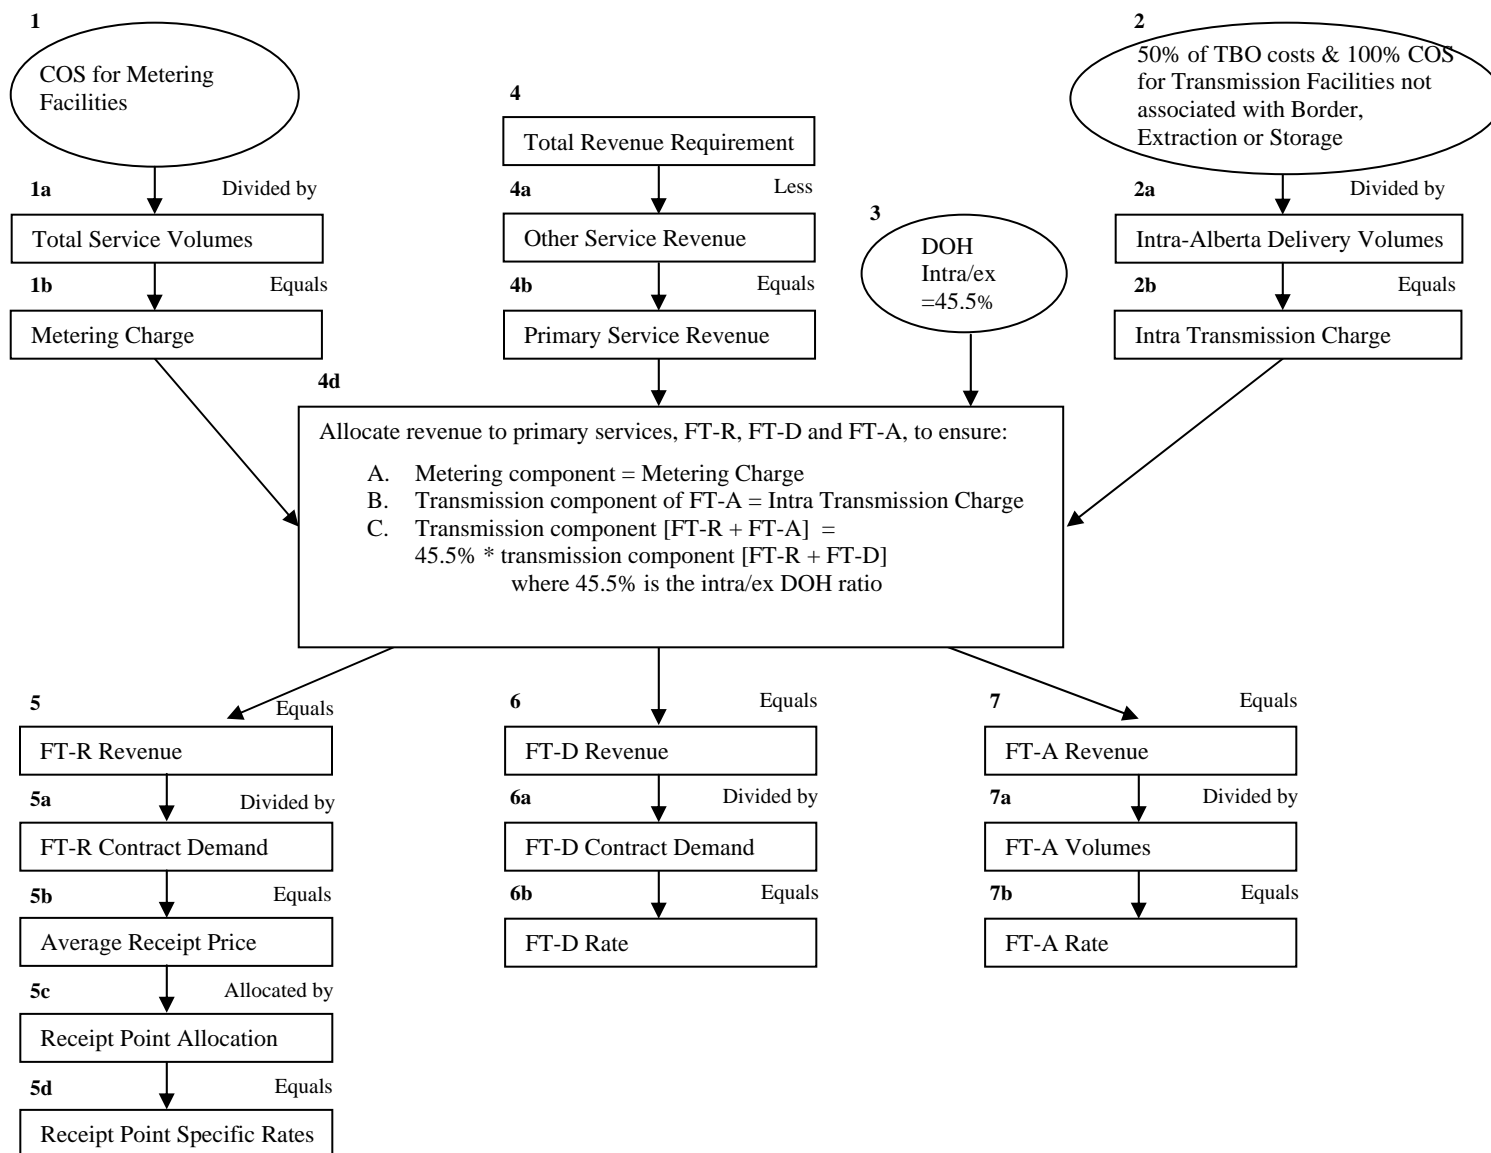 1
COS for Metering
Facilities
1a
Divided by
Total Service Volumes
1b
Equals
Metering Charge
4
Total Revenue Requirement
4a
Less
Other Service Revenue
4b
Equals
Primary Service Revenue
3
DOH
Intra/ex
=45.5%
2
50% of TBO costs & 100% COS
for Transmission Facilities not
associated with Border,
Extraction or Storage
2a
Divided by
Intra-Alberta Delivery Volumes
2b
Equals
Intra Transmission Charge
4d
Allocate revenue to primary services, FT-R, FT-D and FT-A, to ensure:
A. Metering component = Metering Charge
B. Transmission component of FT-A = Intra Transmission Charge
C. Transmission component [FT-R + FT-A] =
45.5% * transmission component [FT-R + FT-D]
where 45.5% is the intra/ex DOH ratio
5
Equals
FT-R Revenue
5a
Divided by
FT-R Contract Demand
5b
Equals
Average Receipt Price
5c
Allocated by
Receipt Point Allocation
5d
Equals
Receipt Point Specific Rates
6
Equals
FT-D Revenue
6a
Divided by
FT-D Contract Demand
6b
Equals
FT-D Rate
7
Equals
FT-A Revenue
7a
Divided by
FT-A Volumes
7b
Equals
FT-A Rate